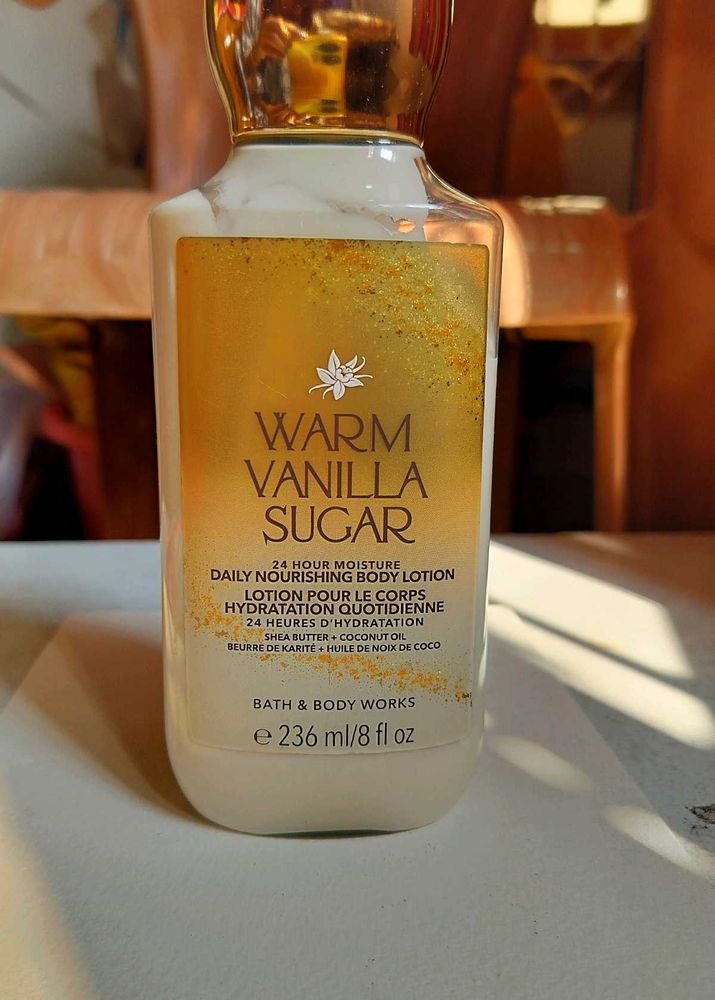 WARM
VANILLA
SUGAR
24 HOUR MOISTURE
DAILY NOURISHING BODY LOTION
LOTION POUR LE CORPS
HYDRATATION QUOTIDIENNE
24 HEURES D'HYDRATATION
SHEA BUTTER + COCONUT OIL
BEURRE DE KARITÉ + HUILE DE NOIX DE COCO
BATH & BODY WORKS
℮ 236 ml/8 fl oz